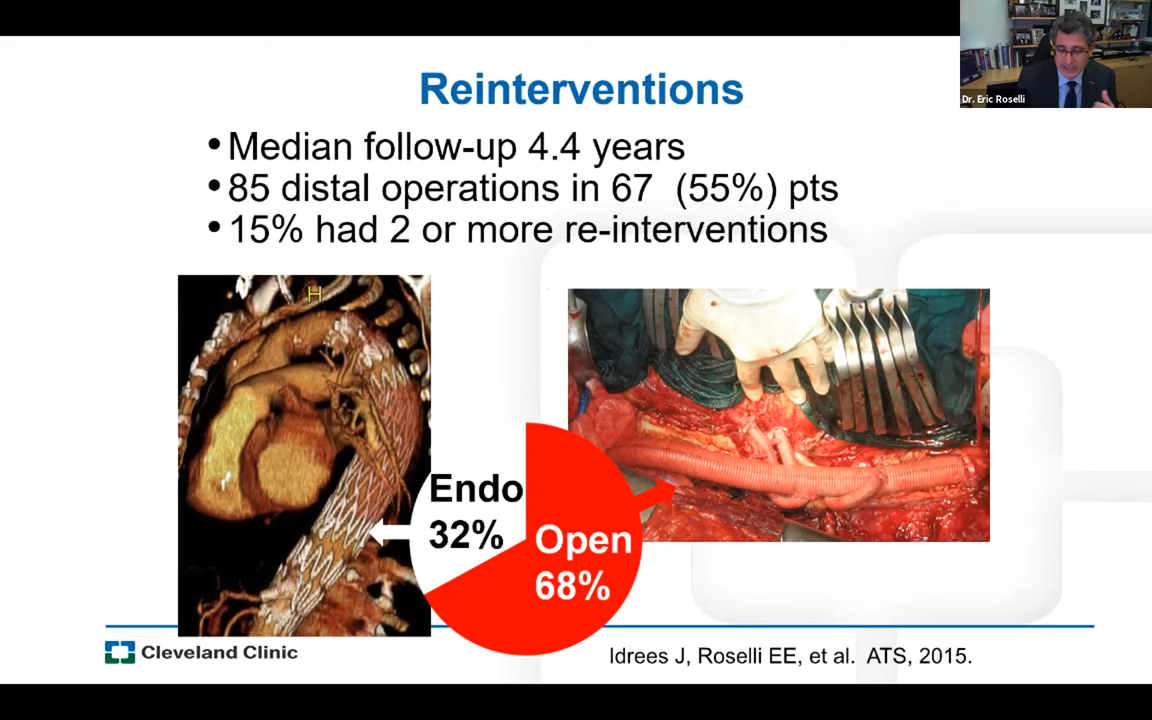 Dr. Eric Roselli
Reinterventions
•Median follow-up 4.4 years
•85 distal operations in 67 (55%) pts
•15% had 2 or more re-interventions
H
Endo
32%
Open
68%
Cleveland Clinic
Idrees J, Roselli EE, et al. ATS, 2015.